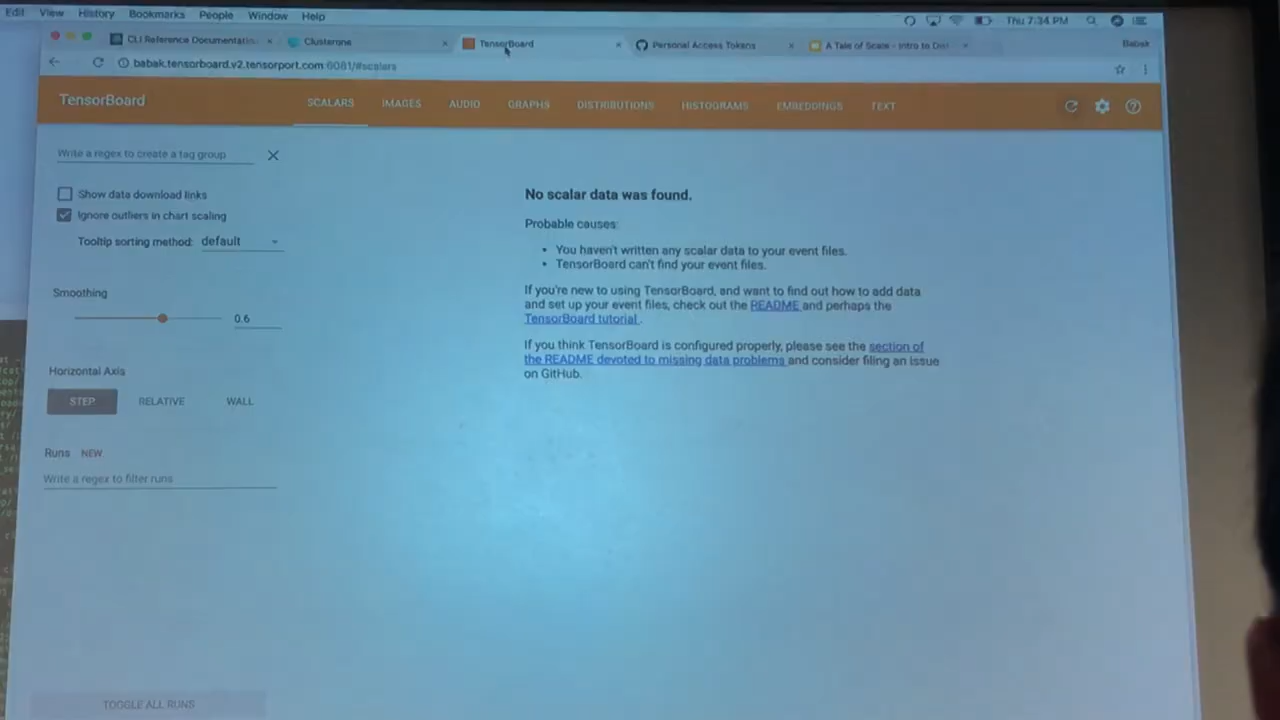 Edit View History Bookmarks People Window Help Thu 7:34 PM
CLI Reference Documentation Clusterone TensorBoard Personal Access Tokens A Tale of Scale - Intro to Dist Babak
babak.tensorboard.v2.tensorport.com:6081/#scalars
TensorBoard SCALARS IMAGES AUDIO GRAPHS DISTRIBUTIONS HISTOGRAMS EMBEDDINGS TEXT
Write a regex to create a tag group
Show data download links
Ignore outliers in chart scaling
Tooltip sorting method: default
Smoothing
0.6
Horizontal Axis
STEP RELATIVE WALL
Runs NEW
Write a regex to filter runs
TOGGLE ALL RUNS
No scalar data was found.
Probable causes:
• You haven't written any scalar data to your event files.
• TensorBoard can't find your event files.
If you're new to using TensorBoard, and want to find out how to add data
and set up your event files, check out the README and perhaps the
TensorBoard tutorial.
If you think TensorBoard is configured properly, please see the section of
the README devoted to missing data problems and consider filing an issue
on GitHub.